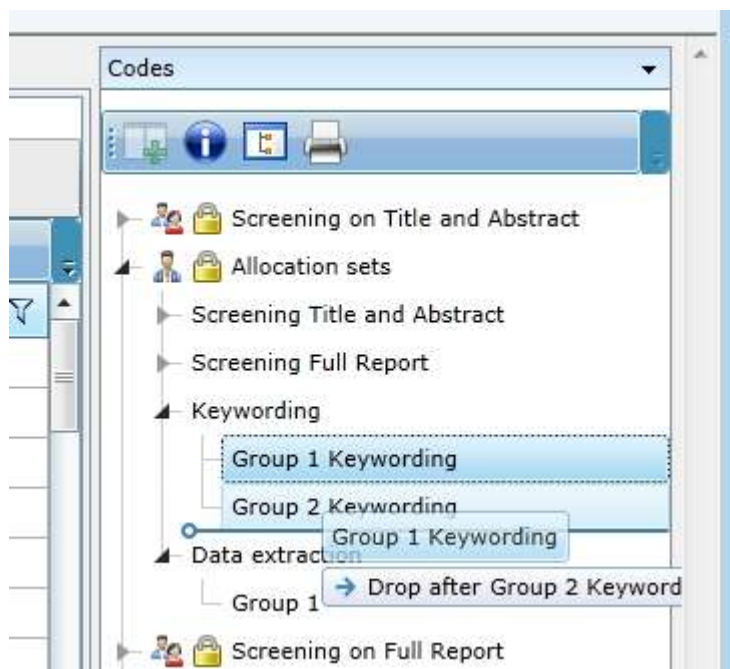 Codes
Screening on Title and Abstract
Allocation sets
Screening Title and Abstract
Screening Full Report
Keywording
Group 1 Keywording
Group 2 Keywording
Group 1 Keywording
Data extraction
Drop after Group 2 Keyword
Group 1
Screening on Full Report